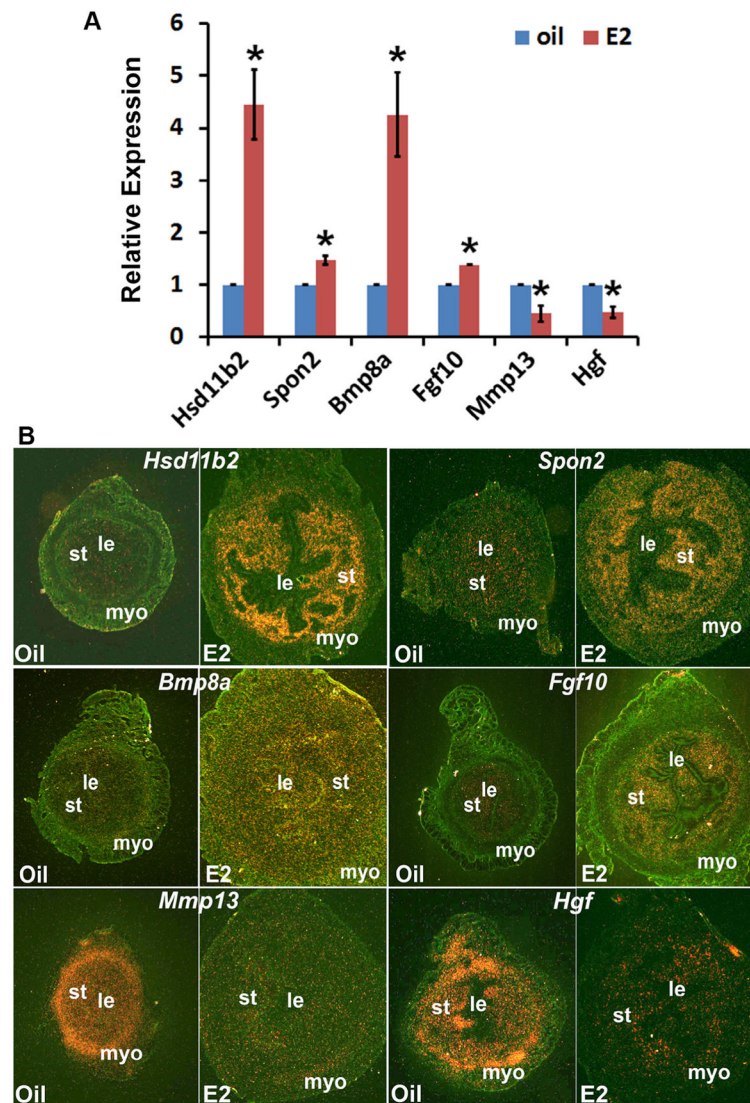 A
oil E2
Relative Expression
6
5
4
3
2
1
0
* * * * * *
Hsd11b2 Spon2 Bmp8a Fgf10 Mmp13 Hgf
B
Hsd11b2 Spon2
st le myo Oil
le st myo E2
le st myo Oil
le st myo E2
Bmp8a Fgf10
le st myo Oil
le st myo E2
le st myo Oil
le st myo E2
Mmp13 Hgf
st le myo Oil
st le myo E2
st le myo Oil
le st myo E2